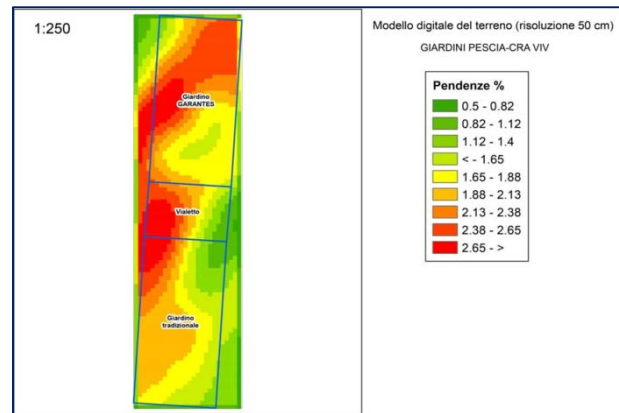 1:250
Modello digitale del terreno (risoluzione 50 cm)
GIARDINI PESCIA-CRA VIV
Giardino
GARANTES
Vialetto
Giardino
tradizionale
Pendenze %
0.5 - 0.82
0.82 - 1.12
1.12 - 1.4
< - 1.65
1.65 - 1.88
1.88 - 2.13
2.13 - 2.38
2.38 - 2.65
2.65 - >